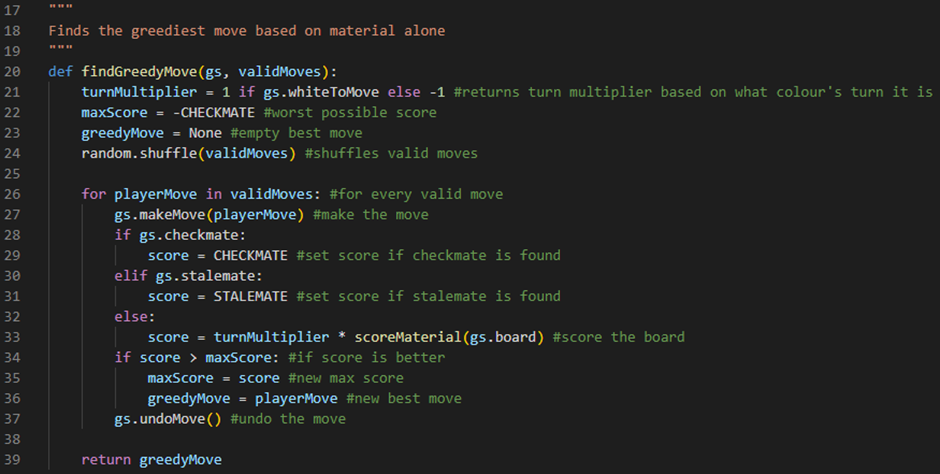 17 """
18 Finds the greediest move based on material alone
19 """
20 def findGreedyMove(gs, validMoves):
21     turnMultiplier = 1 if gs.whiteToMove else -1 #returns turn multiplier based on what colour's turn it is
22     maxScore = -CHECKMATE #worst possible score
23     greedyMove = None #empty best move
24     random.shuffle(validMoves) #shuffles valid moves
25
26     for playerMove in validMoves: #for every valid move
27         gs.makeMove(playerMove) #make the move
28         if gs.checkmate:
29             score = CHECKMATE #set score if checkmate is found
30         elif gs.stalemate:
31             score = STALEMATE #set score if stalemate is found
32         else:
33             score = turnMultiplier * scoreMaterial(gs.board) #score the board
34         if score > maxScore: #if score is better
35             maxScore = score #new max score
36             greedyMove = playerMove #new best move
37         gs.undoMove() #undo the move
38
39     return greedyMove